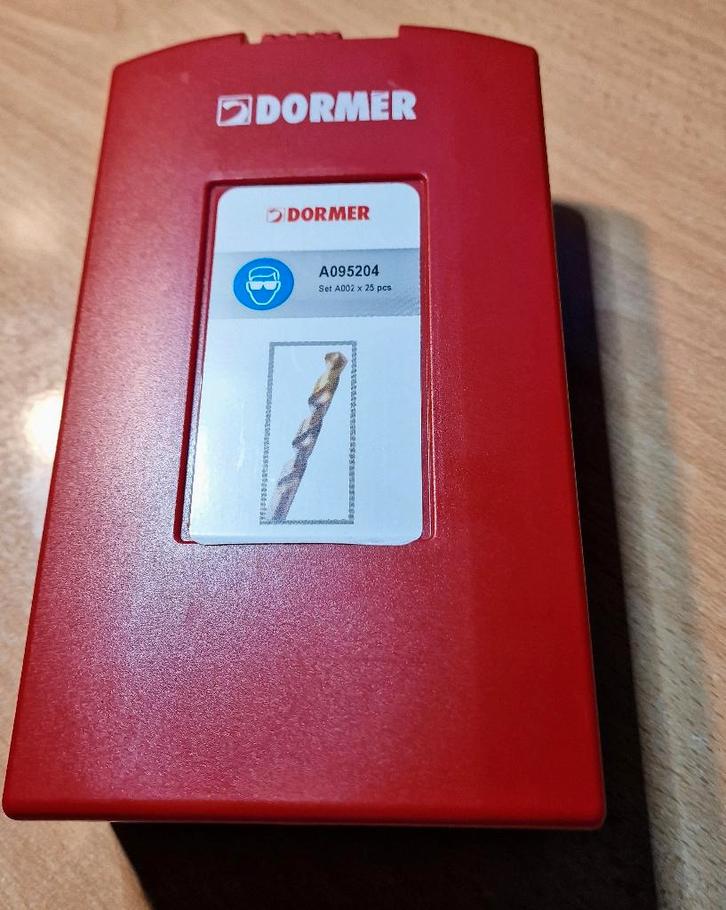 DORMER
DORMER
A095204
Set A002 x 25 pcs